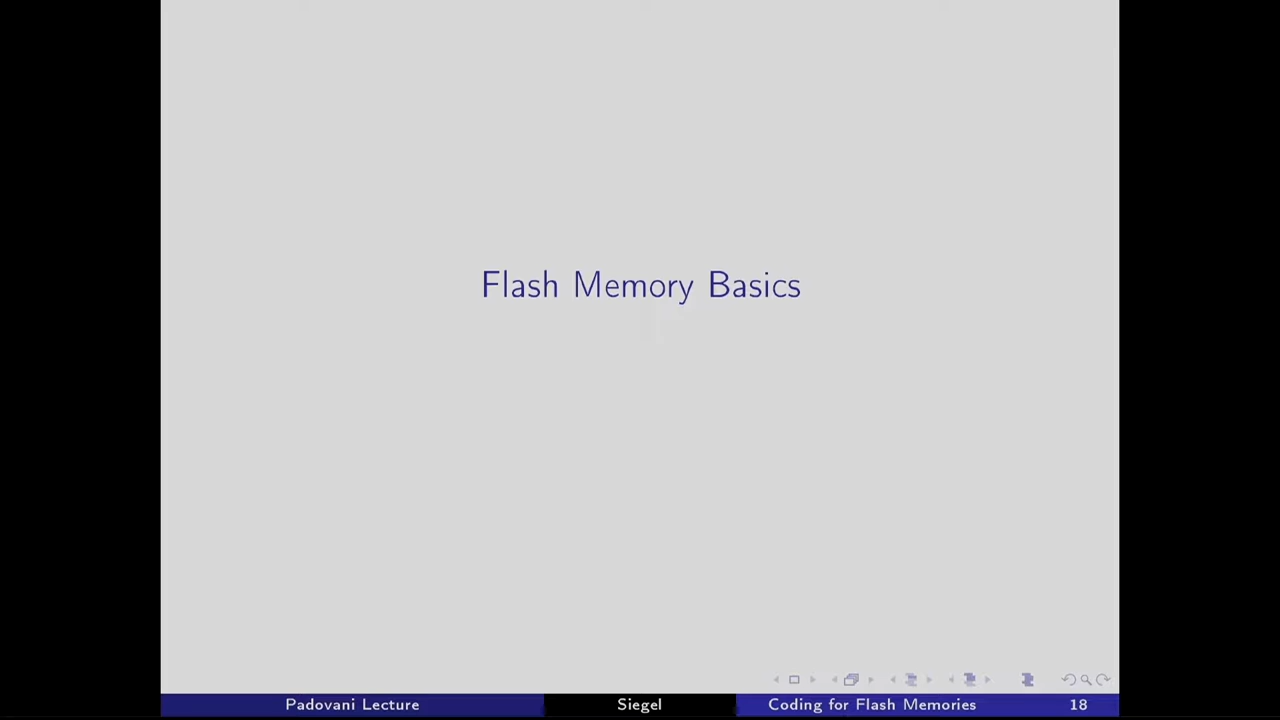 Flash Memory Basics
Padovani Lecture Siegel Coding for Flash Memories 18